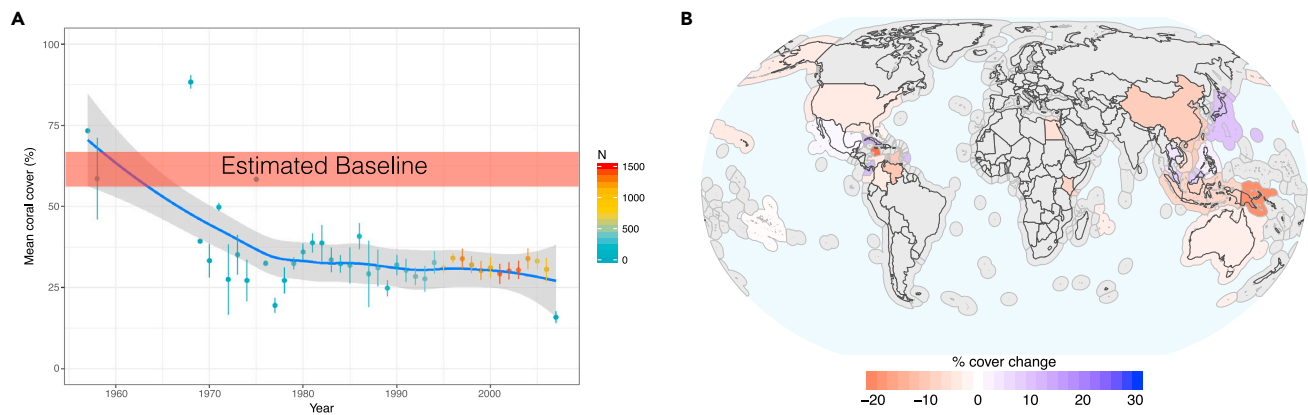 A
Mean coral cover (%)
100
75
50
25
0
Estimated Baseline
1960
1970
1980
1990
2000
Year
N
1500
1000
500
0
B
% cover change
−20 −10 0 10 20 30